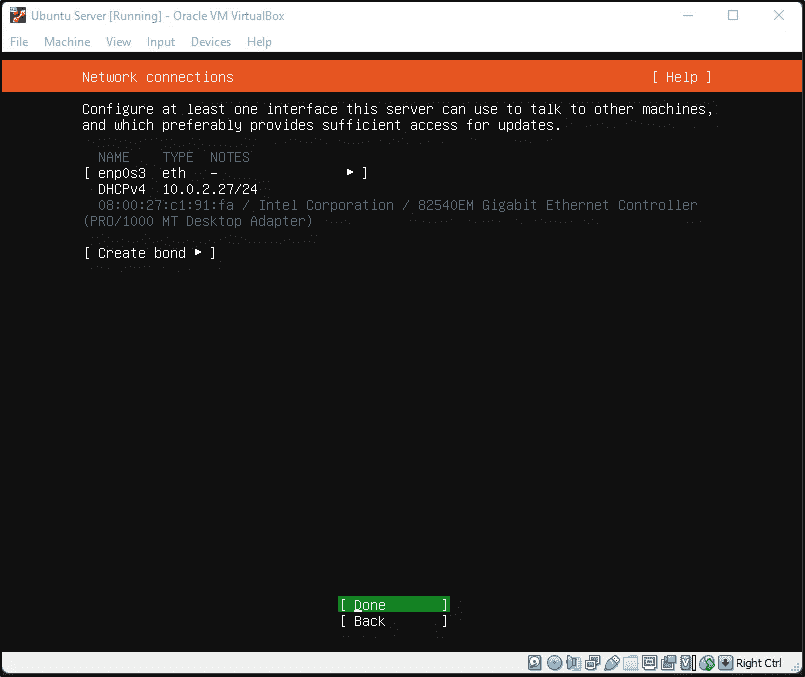 Ubuntu Server [Running] - Oracle VM VirtualBox
File Machine View Input Devices Help
Network connections [ Help ]
Configure at least one interface this server can use to talk to other machines,
and which preferably provides sufficient access for updates.
NAME TYPE NOTES
[ enp0s3 eth - ▸ ]
DHCPv4 10.0.2.27/24
08:00:27:c1:91:fa / Intel Corporation / 82540EM Gigabit Ethernet Controller
(PRO/1000 MT Desktop Adapter)
[ Create bond ▸ ]
[ Done ]
[ Back ]
Right Ctrl